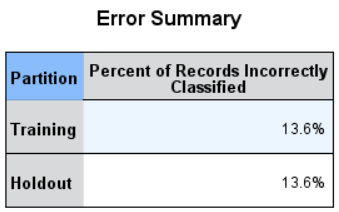 Error Summary
Partition Percent of Records Incorrectly
Classified
Training 13.6%
Holdout 13.6%